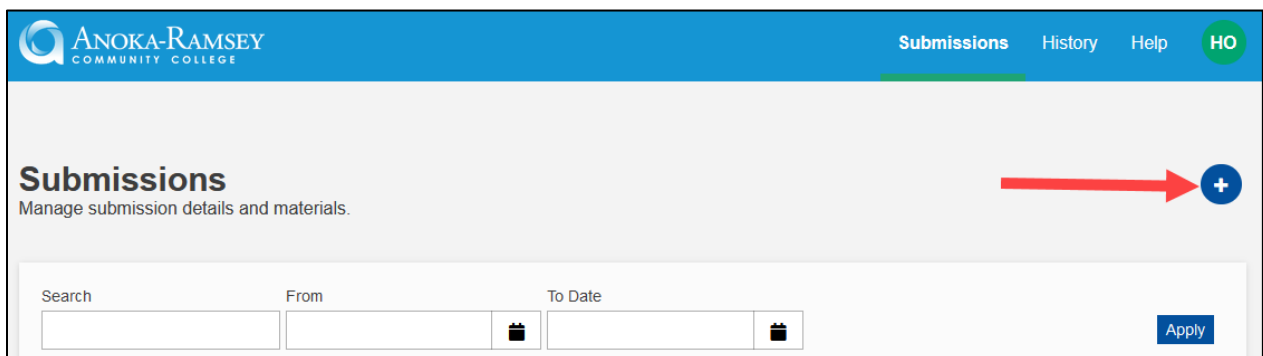 ANOKA-RAMSEY
COMMUNITY COLLEGE
Submissions History Help HO
Submissions
Manage submission details and materials.
Search From To Date
Apply